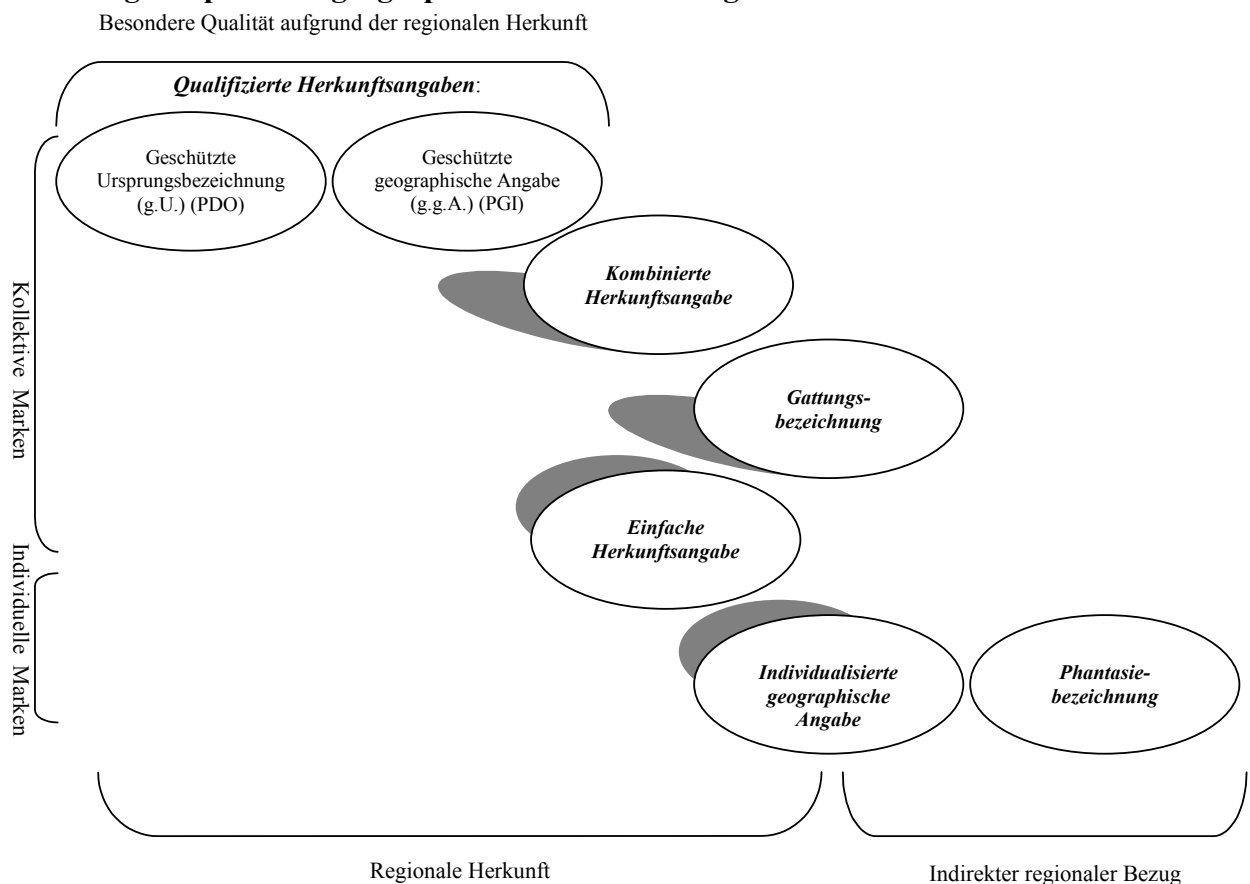 Besondere Qualität aufgrund der regionalen Herkunft
Qualifizierte Herkunftsangaben:
Geschützte
Ursprungsbezeichnung
(g.U.) (PDO)
Geschützte
geographische Angabe
(g.g.A.) (PGI)
Kombinierte
Herkunftsangabe
Kollektive Marken
Gattungs-
bezeichnung
Einfache
Herkunftsangabe
Individuelle Marken
Individualisierte
geographische
Angabe
Phantasie-
bezeichnung
Regionale Herkunft
Indirekter regionaler Bezug